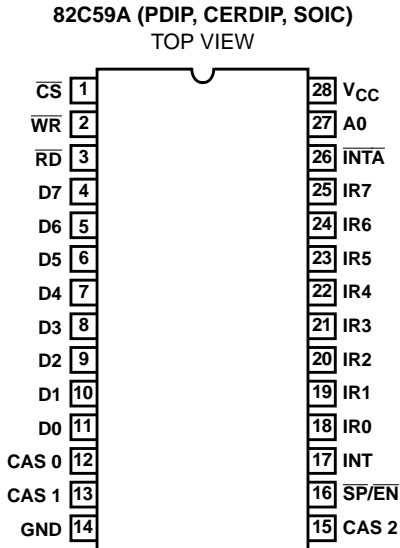 82C59A (PDIP, CERDIP, SOIC)
TOP VIEW
CS 1 28 VCC
WR 2 27 A0
RD 3 26 INTA
D7 4 25 IR7
D6 5 24 IR6
D5 6 23 IR5
D4 7 22 IR4
D3 8 21 IR3
D2 9 20 IR2
D1 10 19 IR1
D0 11 18 IR0
CAS 0 12 17 INT
CAS 1 13 16 SP/EN
GND 14 15 CAS 2